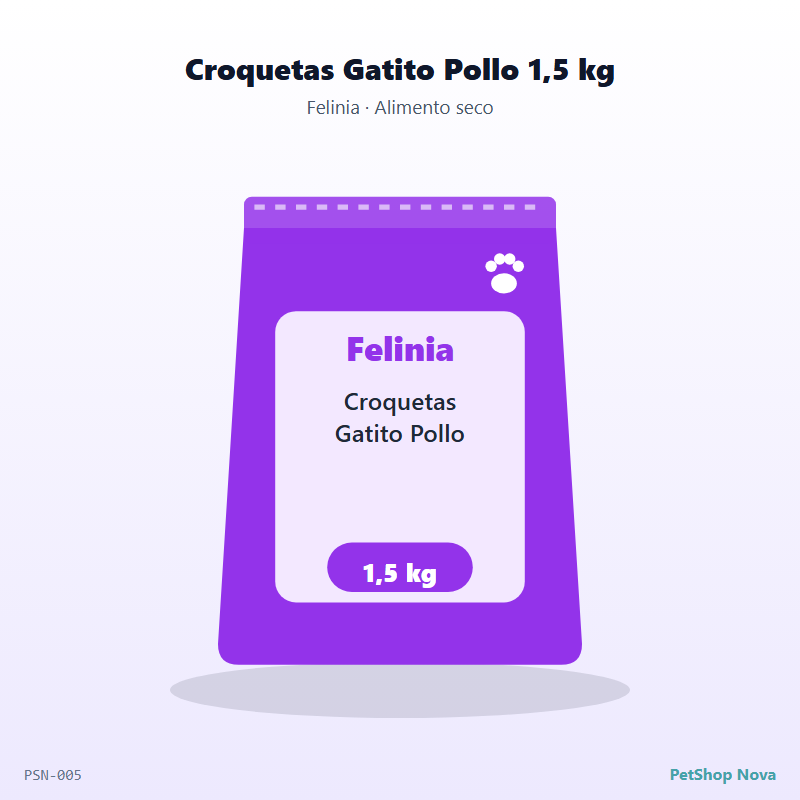 Croquetas Gatito Pollo 1,5 kg
Felinia · Alimento seco
Felinia
Croquetas
Gatito Pollo
1,5 kg
PSN-005
PetShop Nova